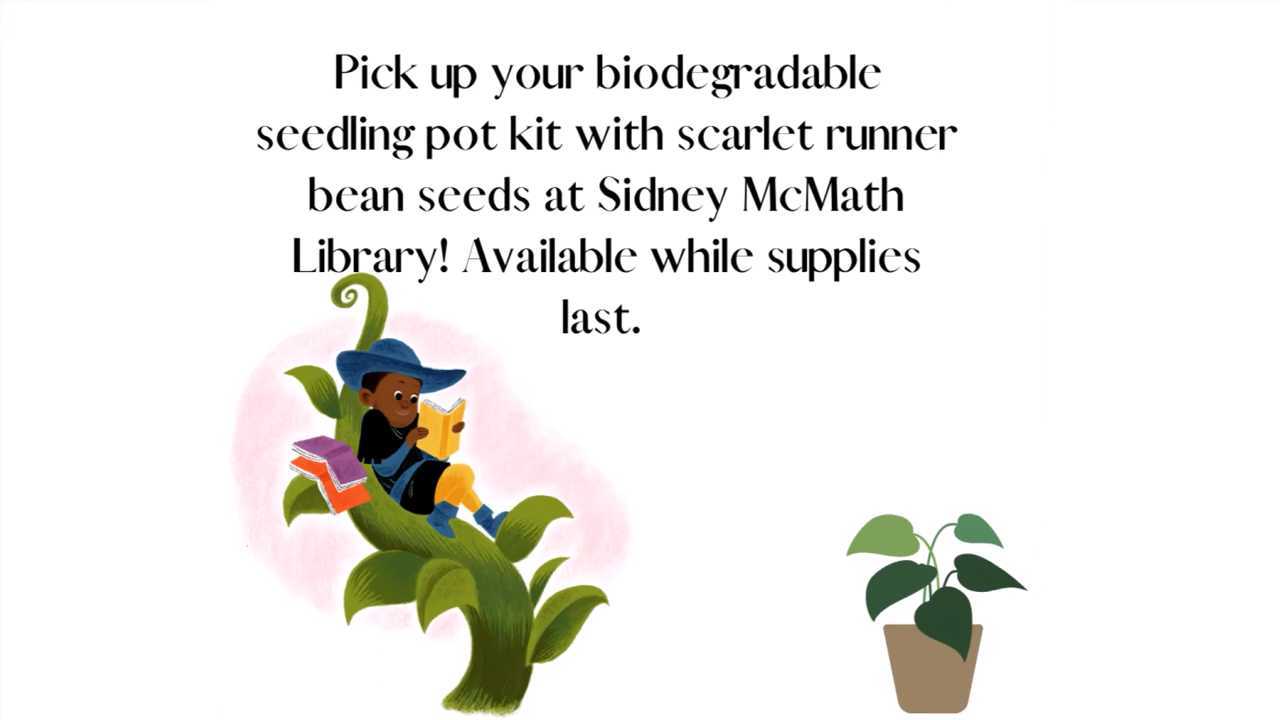 Pick up your biodegradable
seedling pot kit with scarlet runner
bean seeds at Sidney McMath
Library! Available while supplies
last.